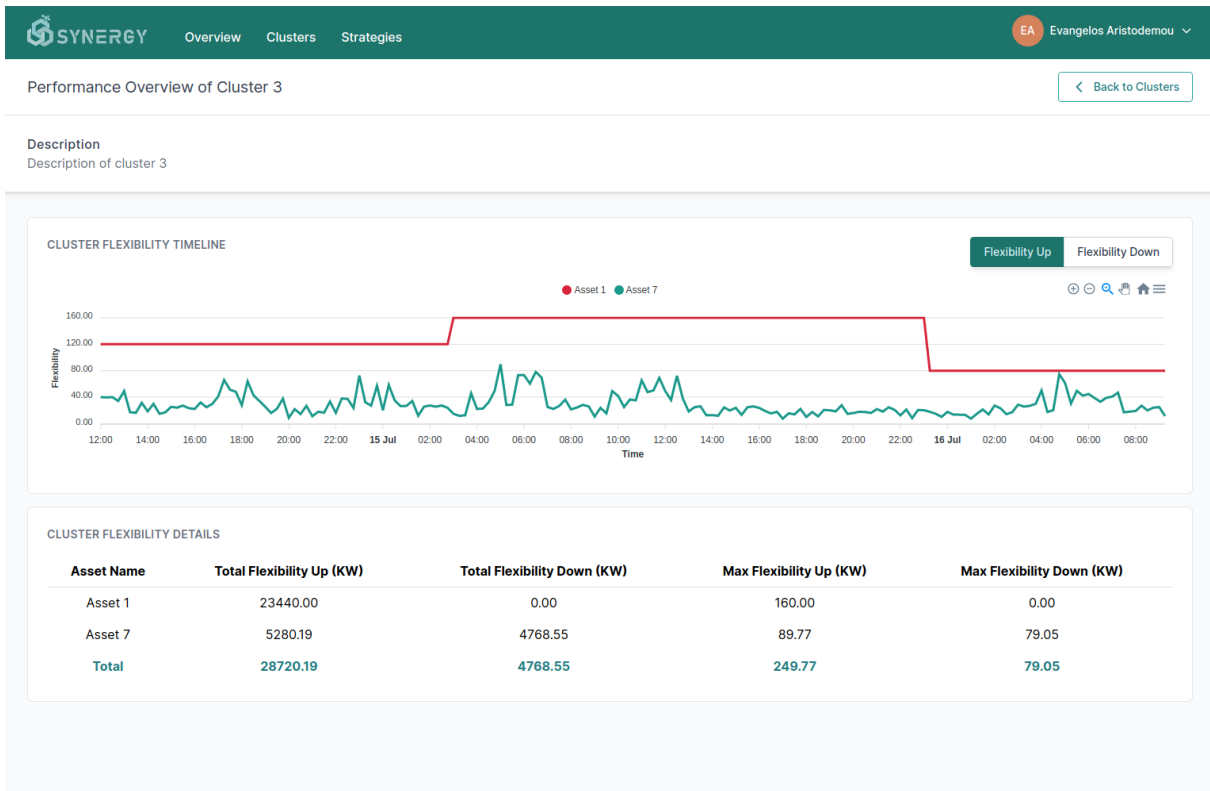 SYNERGY Overview Clusters Strategies EA Evangelos Aristodemou
Performance Overview of Cluster 3 Back to Clusters
Description
Description of cluster 3
CLUSTER FLEXIBILITY TIMELINE Flexibility Up Flexibility Down
Asset 1 Asset 7
160.00
120.00
80.00
40.00
0.00
Flexibility
12:00 14:00 16:00 18:00 20:00 22:00 15 Jul 02:00 04:00 06:00 08:00 10:00 12:00 14:00 16:00 18:00 20:00 22:00 16 Jul 02:00 04:00 06:00 08:00
Time
CLUSTER FLEXIBILITY DETAILS
Asset Name Total Flexibility Up (KW) Total Flexibility Down (KW) Max Flexibility Up (KW) Max Flexibility Down (KW)
Asset 1 23440.00 0.00 160.00 0.00
Asset 7 5280.19 4768.55 89.77 79.05
Total 28720.19 4768.55 249.77 79.05